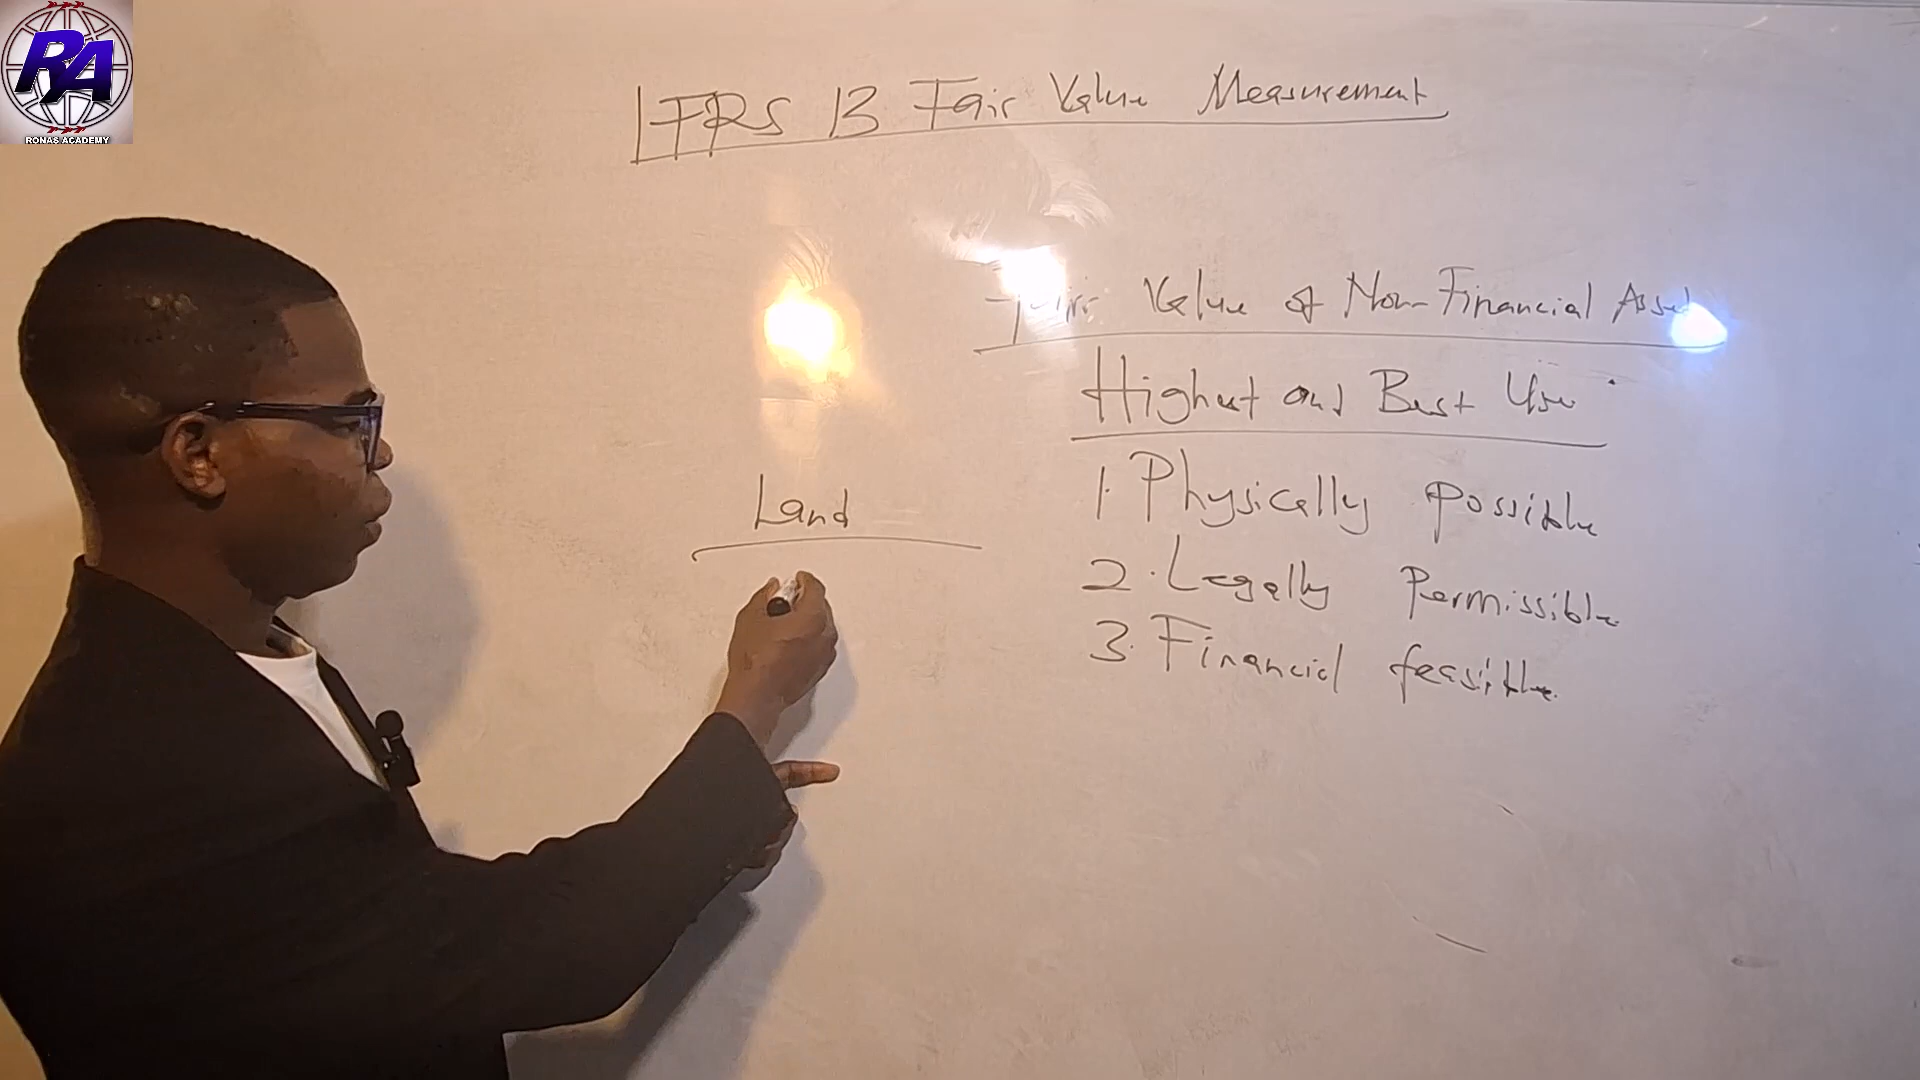 RA
RONAS ACADEMY
IFRS 13 Fair Value Measurement
Fair Value of Non-Financial Asset
Highest and Best Use
Land
1. Physically possible
2. Legally Permissible
3. Financial feasible